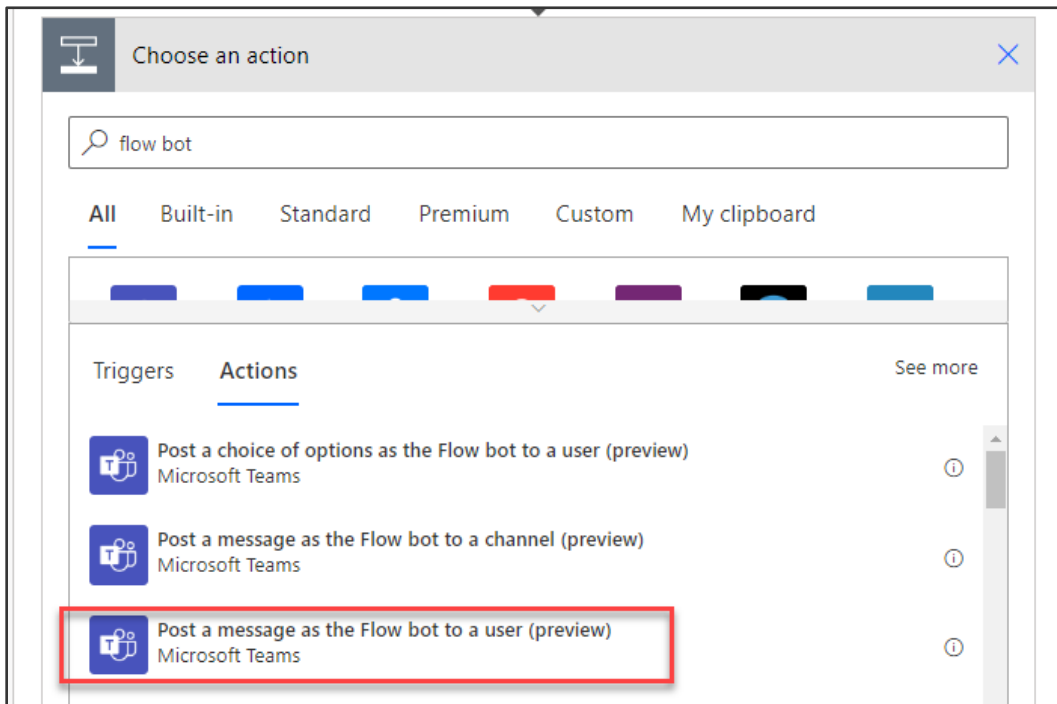 Choose an action
flow bot
All Built-in Standard Premium Custom My clipboard
Triggers Actions See more
Post a choice of options as the Flow bot to a user (preview)
Microsoft Teams
Post a message as the Flow bot to a channel (preview)
Microsoft Teams
Post a message as the Flow bot to a user (preview)
Microsoft Teams